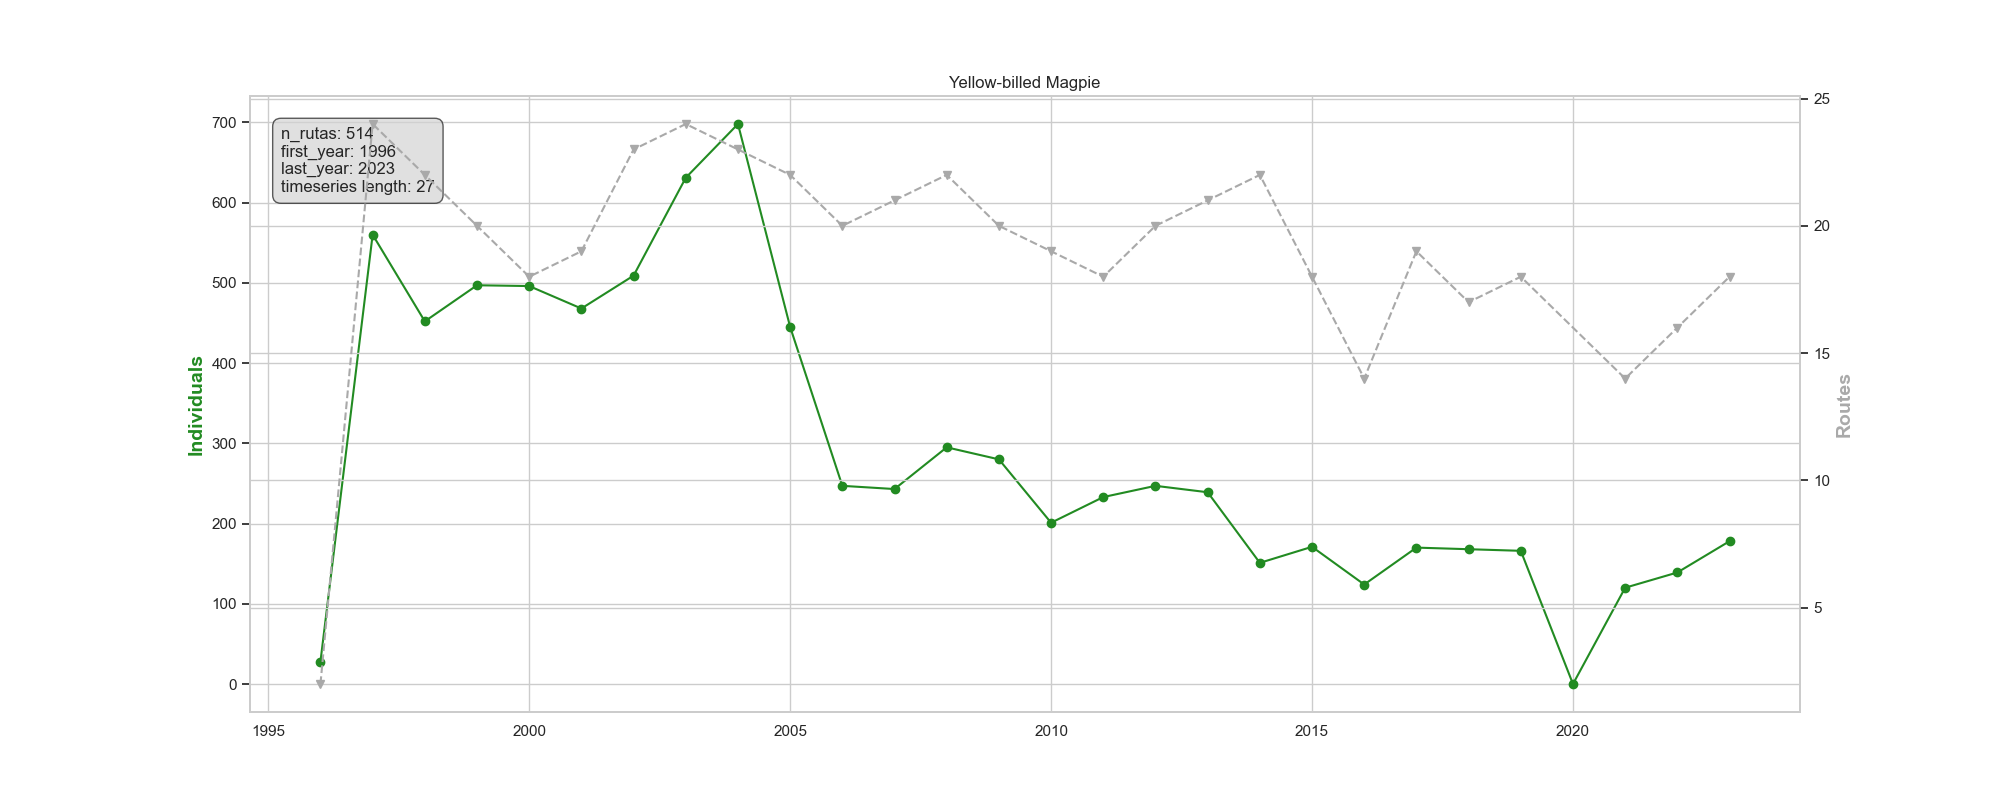 Yellow-billed Magpie
n_rutas: 514
first_year: 1996
last_year: 2023
timeseries length: 27
Individuals
700
600
500
400
300
200
100
0
1995
2000
2005
2010
2015
2020
25
20
15
10
5
Routes